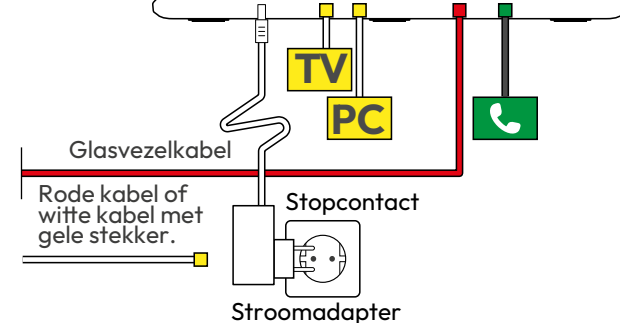 TV
PC
Glasvezelkabel
Rode kabel of
witte kabel met
gele stekker.
Stopcontact
Stroomadapter